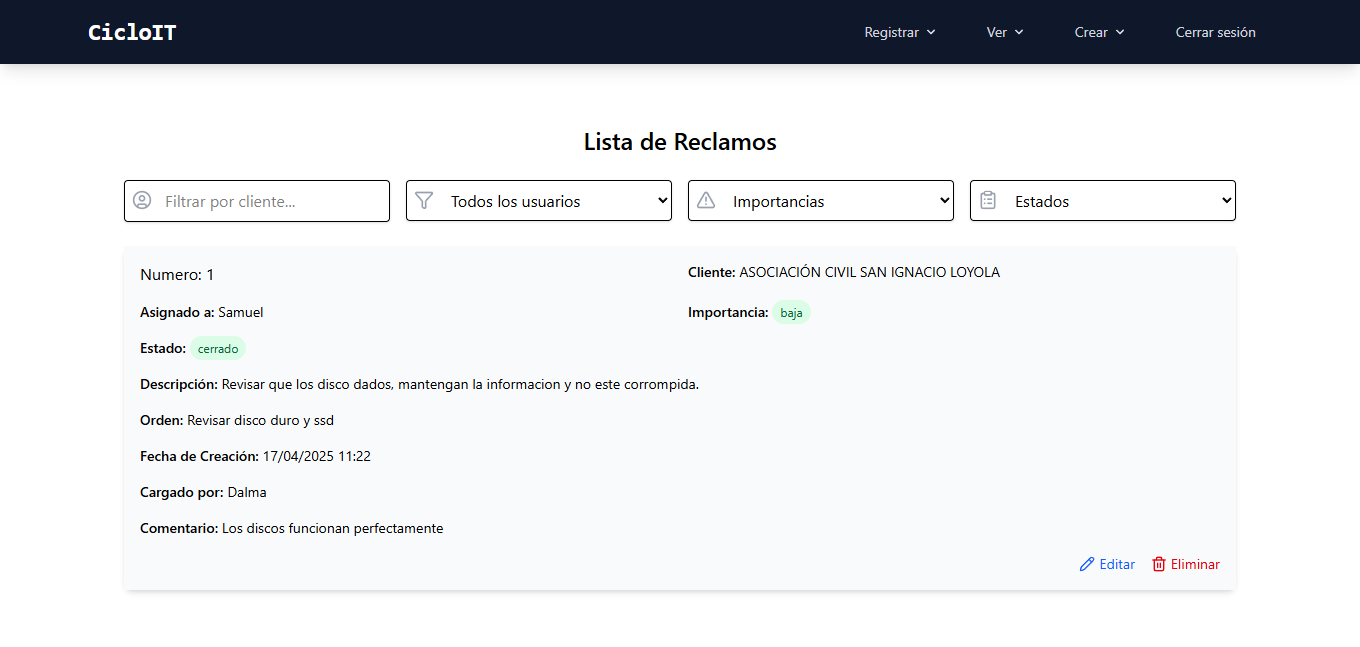 CicloIT
Registrar
Ver
Crear
Cerrar sesión
Lista de Reclamos
Filtrar por cliente...
Todos los usuarios
Importancias
Estados
Numero: 1
Cliente: ASOCIACIÓN CIVIL SAN IGNACIO LOYOLA
Asignado a: Samuel
Importancia: baja
Estado: cerrado
Descripción: Revisar que los disco dados, mantengan la informacion y no este corrompida.
Orden: Revisar disco duro y ssd
Fecha de Creación: 17/04/2025 11:22
Cargado por: Dalma
Comentario: Los discos funcionan perfectamente
Editar
Eliminar